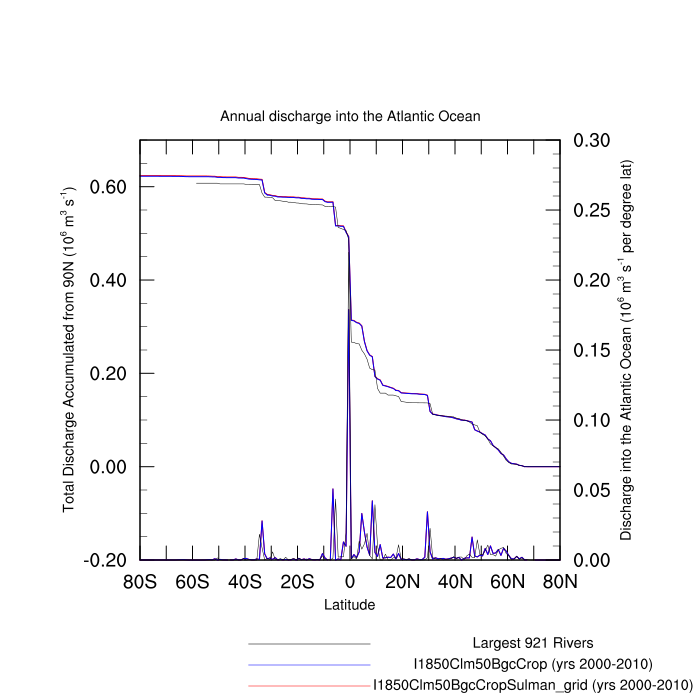 Annual discharge into the Atlantic Ocean
0.60
0.40
0.20
0.00
-0.20
Total Discharge Accumulated from 90N (10⁶ m³ s⁻¹)
0.30
0.25
0.20
0.15
0.10
0.05
0.00
Discharge into the Atlantic Ocean (10⁶ m³ s⁻¹ per degree lat)
80S 60S 40S 20S 0 20N 40N 60N 80N
Latitude
Largest 921 Rivers
I1850Clm50BgcCrop (yrs 2000-2010)
I1850Clm50BgcCropSulman_grid (yrs 2000-2010)